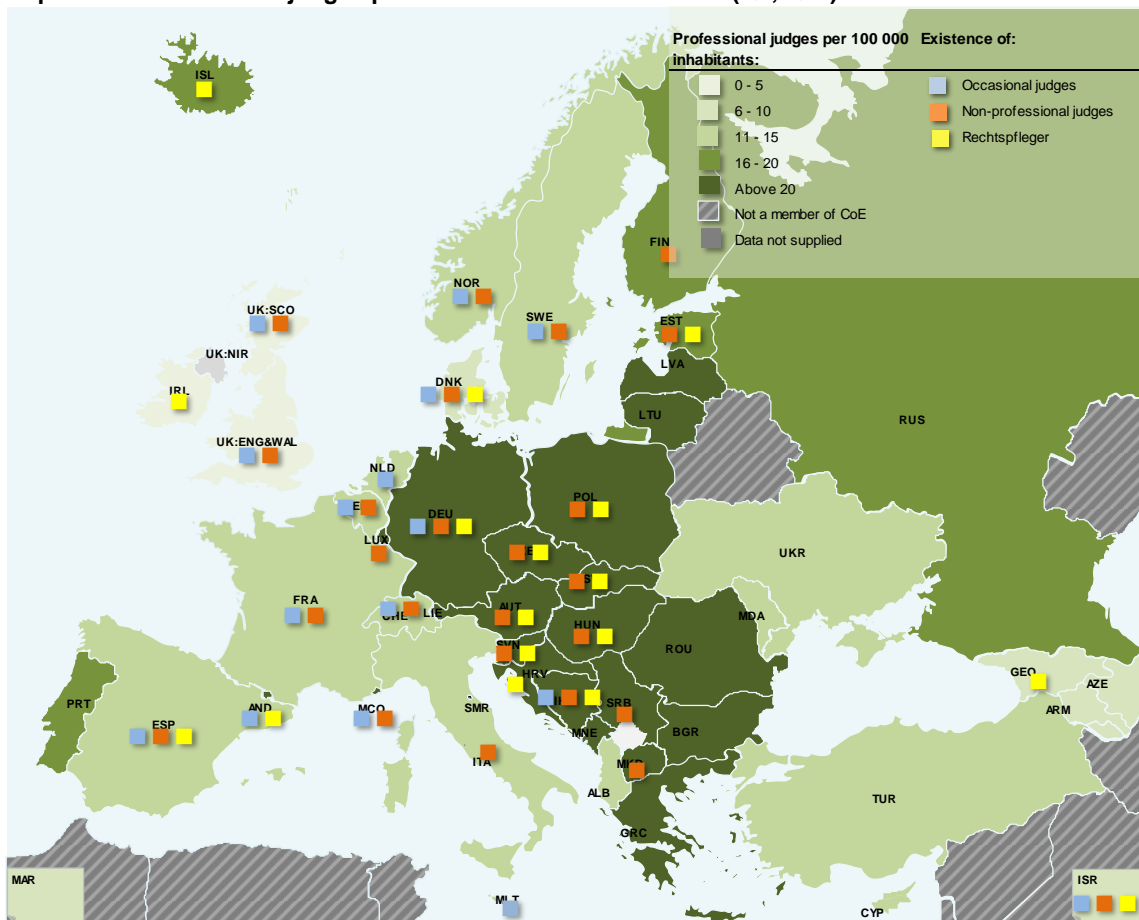 Professional judges per 100 000 inhabitants:
Existence of:
0 - 5
6 - 10
11 - 15
16 - 20
Above 20
Not a member of CoE
Data not supplied
Occasional judges
Non-professional judges
Rechtspfleger
ISL
FIN
NOR
SWE
UK:SCO
EST
UK:NIR
LVA
DNK
IRL
LTU
RUS
UK:ENG&WAL
NLD
POL
DEU
LUX
UKR
FRA
CHE
LIE
AUT
HUN
MDA
ROU
SVN
HRV
GEO
PRT
AND
MCO
SMR
SRB
AZE
ARM
ESP
MNE
BGR
ITA
MKD
ALB
TUR
GRC
MAR
MLT
CYP
ISR